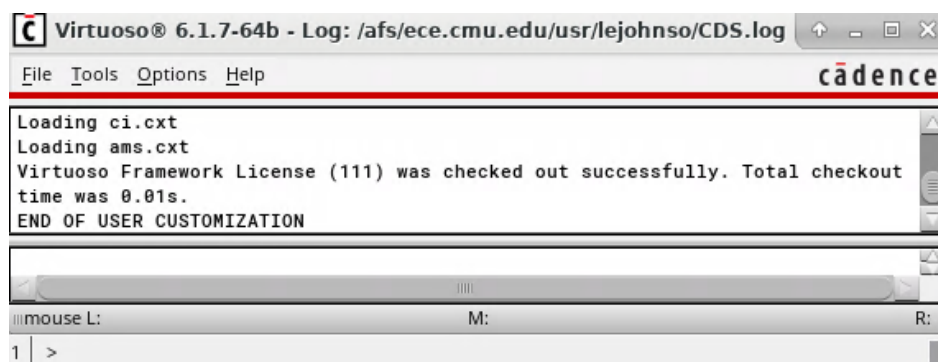 Virtuoso® 6.1.7-64b - Log: /afs/ece.cmu.edu/usr/lejohnso/CDS.log
File Tools Options Help cādence
Loading ci.cxt
Loading ams.cxt
Virtuoso Framework License (111) was checked out successfully. Total checkout
time was 0.01s.
END OF USER CUSTOMIZATION
mouse L: M: R:
1 >